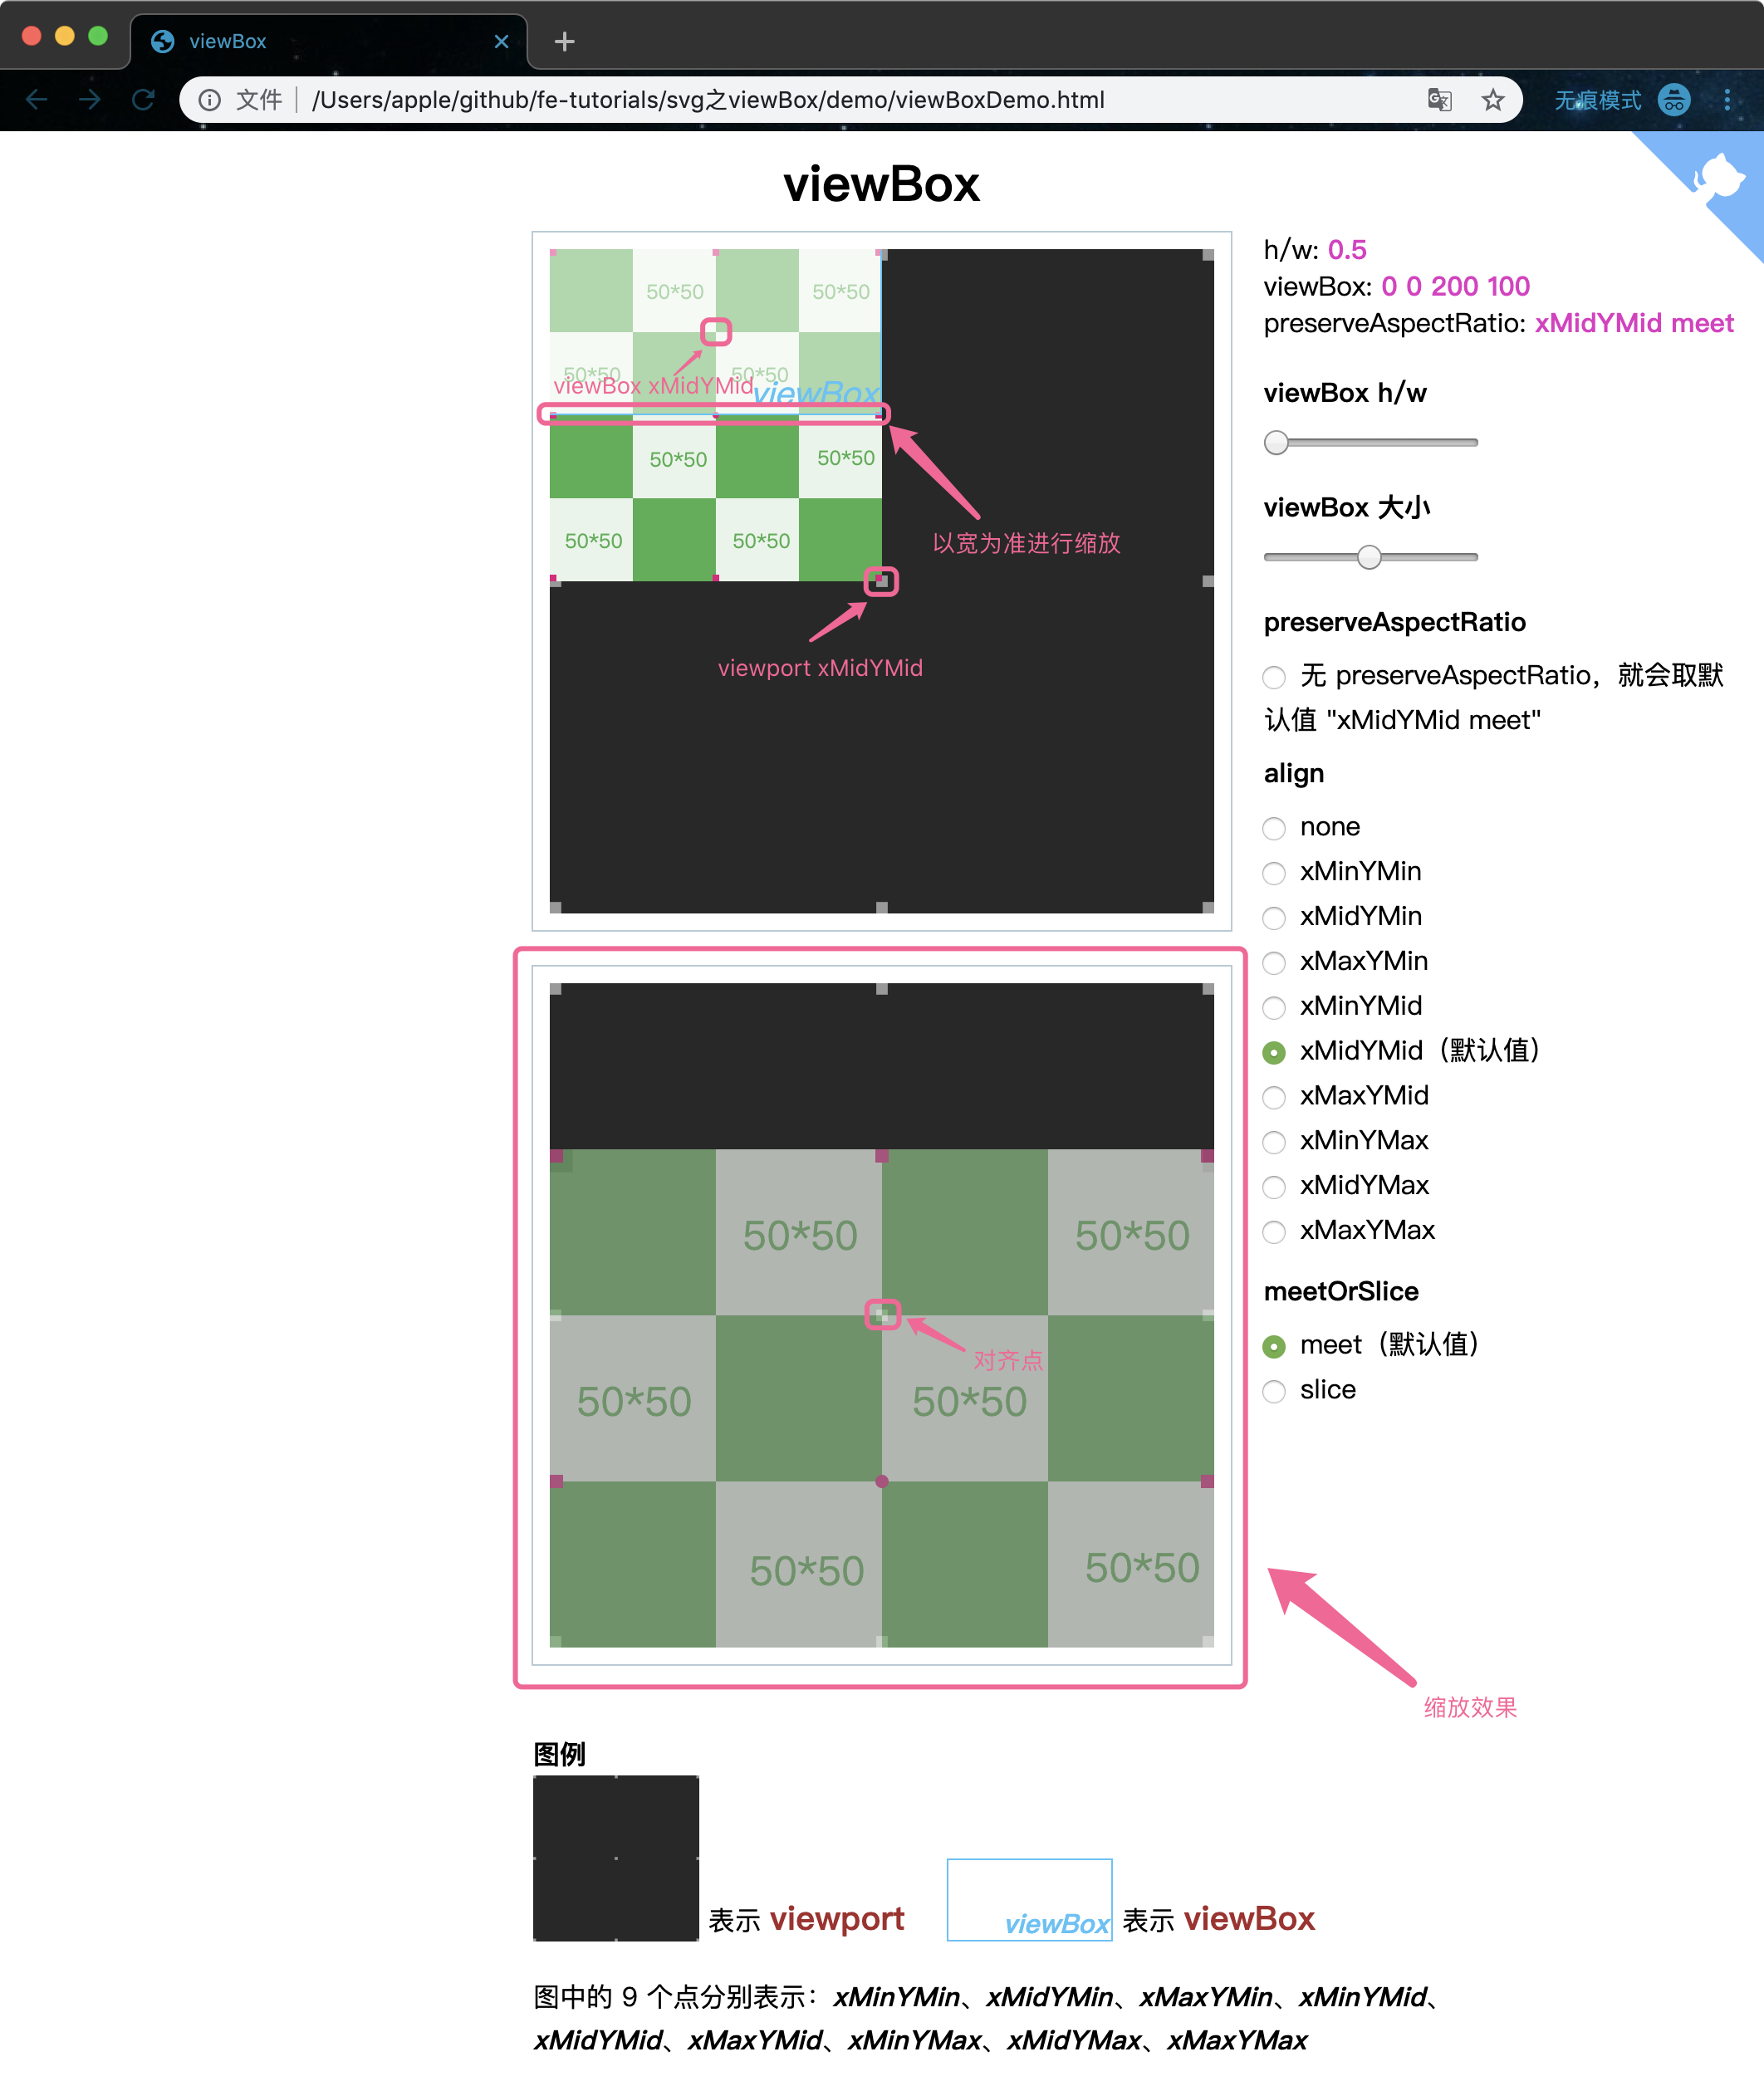 viewBox
文件
/Users/apple/github/fe-tutorials/svg之viewBox/demo/viewBoxDemo.html
无痕模式
viewBox
50*50
50*50
50*50
50*50
viewBox xMidYMid
viewBox
50*50
50*50
50*50
50*50
以宽为准进行缩放
viewport xMidYMid
h/w: 0.5
viewBox: 0 0 200 100
preserveAspectRatio: xMidYMid meet
viewBox h/w
viewBox 大小
preserveAspectRatio
无 preserveAspectRatio，就会取默
认值 "xMidYMid meet"
align
none
xMinYMin
xMidYMin
xMaxYMin
xMinYMid
xMidYMid（默认值）
xMaxYMid
xMinYMax
xMidYMax
xMaxYMax
meetOrSlice
meet（默认值）
slice
50*50
50*50
对齐点
50*50
50*50
50*50
50*50
缩放效果
图例
表示 viewport
viewBox
表示 viewBox
图中的 9 个点分别表示：xMinYMin、xMidYMin、xMaxYMin、xMinYMid、
xMidYMid、xMaxYMid、xMinYMax、xMidYMax、xMaxYMax